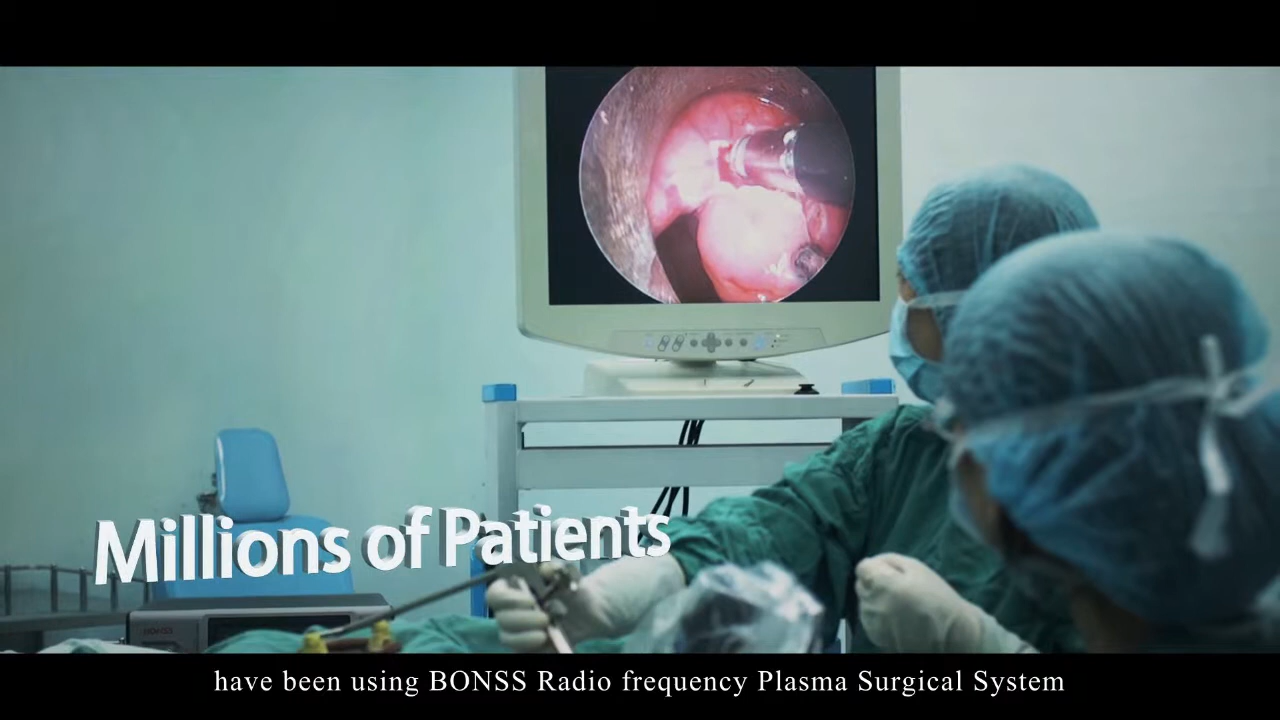 Millions of Patients
have been using BONSS Radio frequency Plasma Surgical System